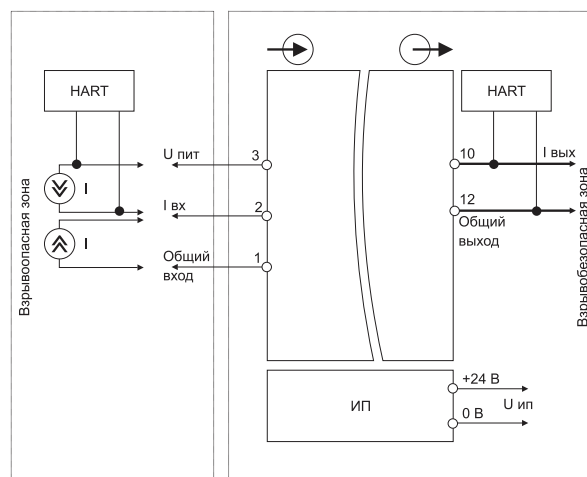 Взрывоопасная зона
HART
I
I
U пит
I вх
Общий
вход
3
2
1
10
12
I вых
Общий
выход
HART
Взрывобезопасная зона
ИП
+24 В
0 В
U ип